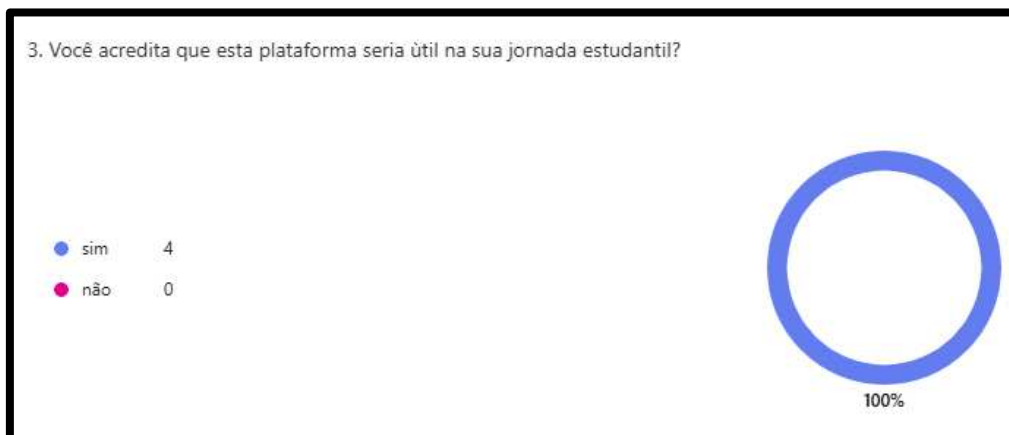 3. Você acredita que esta plataforma seria ùtil na sua jornada estudantil?
sim 4
não 0
100%